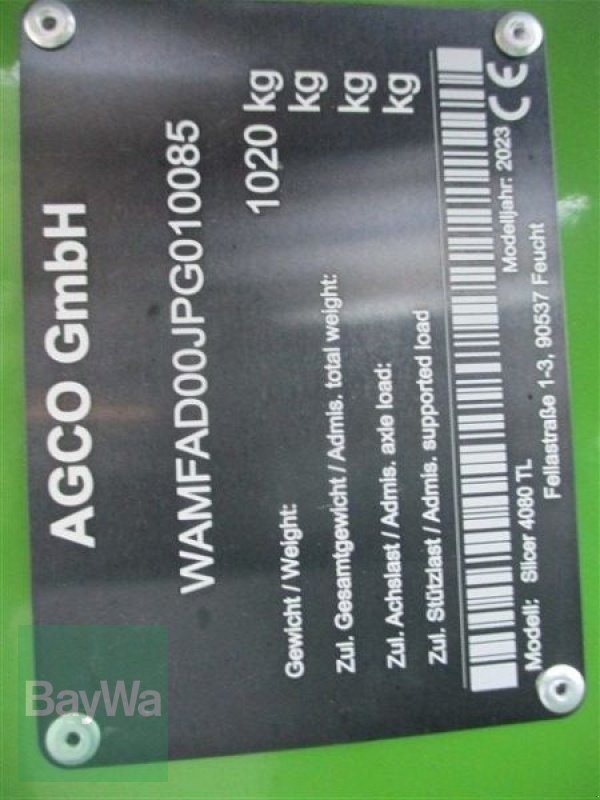 AGCO GmbH
WAMFAD00JPG010085
Gewicht / Weight: 1020 kg
Zul. Gesamtgewicht / Admis. total weight: kg
Zul. Achslast / Admis. axle load: kg
Zul. Stützlast / Admis. supported load kg
Modell: Slicer 4080 TL Modelljahr: 2023 CE
Fellastraße 1-3, 90537 Feucht
BayWa